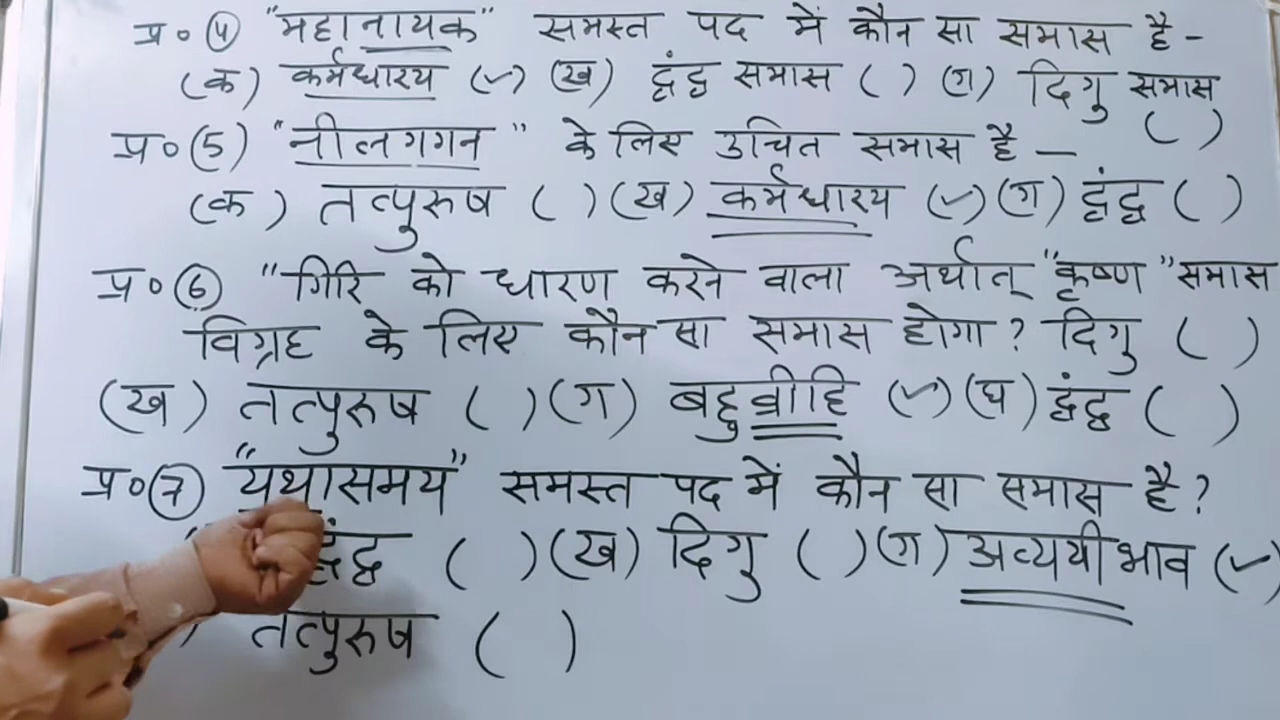 प्र० ④ "महानायक" समस्त पद में कौन सा समास है -
(क) कर्मधारय (✓) (ख) द्वंद्व समास ( ) (ग) दिगु समास ( )
प्र० (5) "नीलगगन" के लिए उचित समास है —
(क) तत्पुरुष ( ) (ख) कर्मधारय (✓) (ग) द्वंद्व ( )
प्र० ⑥ "गिरि को धारण करने वाला अर्थात् "कृष्ण" समास
विग्रह के लिए कौन सा समास होगा? दिगु ( )
(ख) तत्पुरुष ( ) (ग) बहुव्रीहि (✓) (घ) द्वंद्व ( )
प्र० ⑦ "यथासमय" समस्त पद में कौन सा समास है?
द्वंद्व ( ) (ख) दिगु ( ) (ग) अव्ययीभाव (✓)
) तत्पुरुष ( )